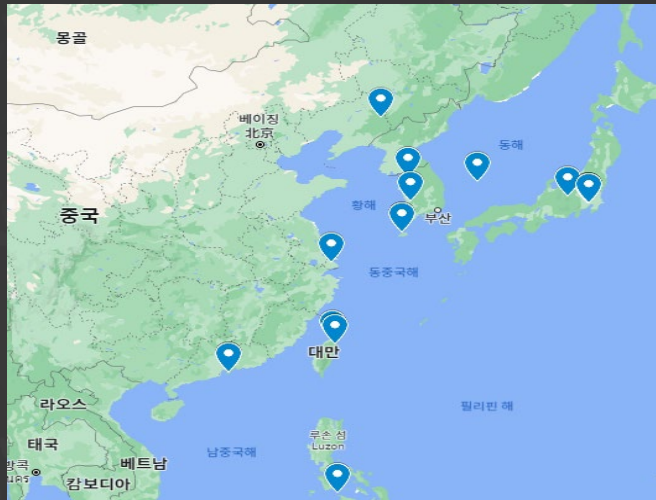 몽골
베이징
北京
동해
중국
황해
부산
동중국해
대만
필리핀 해
라오스
루손 섬
Luzon
남중국해
태국
베트남
방콕
캄보디아